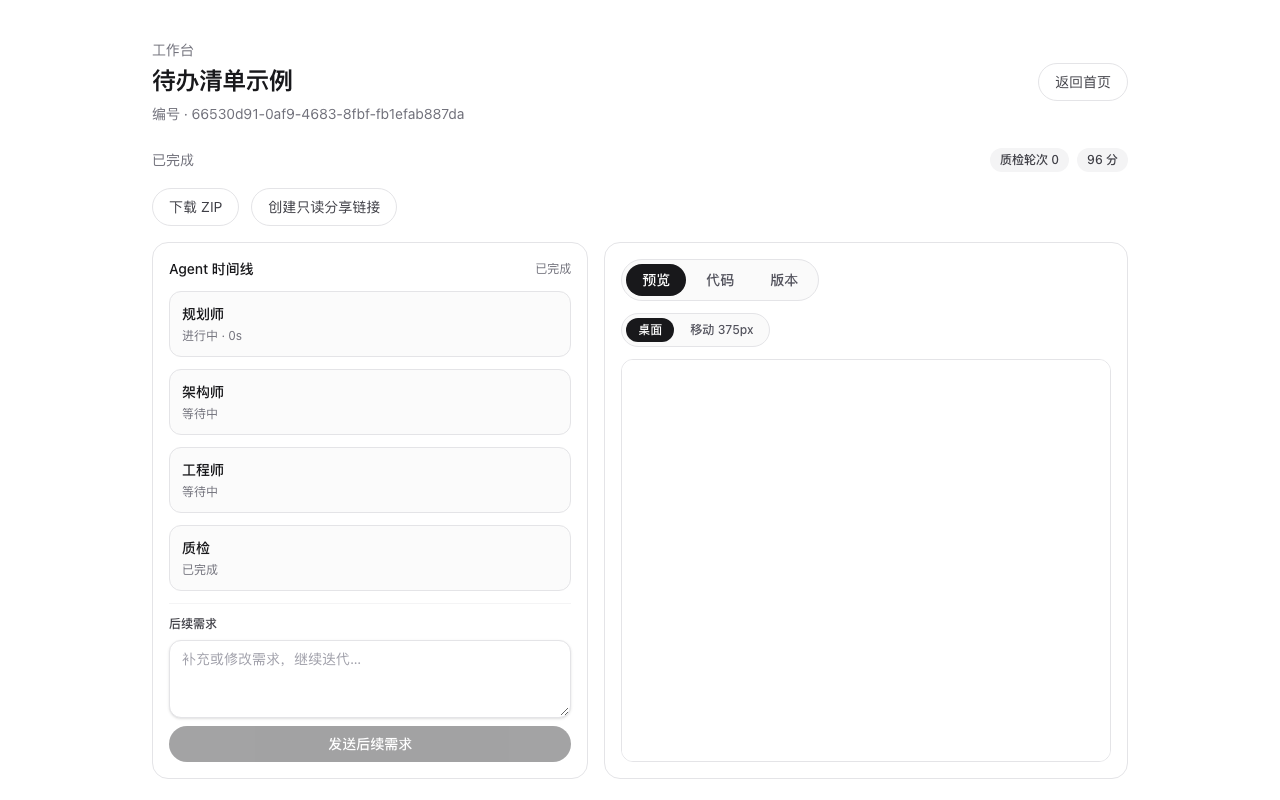 工作台
待办清单示例
编号 · 66530d91-0af9-4683-8fbf-fb1efab887da
返回首页
已完成
质检轮次 0
96 分
下载 ZIP
创建只读分享链接
Agent 时间线
已完成
规划师
进行中 · 0s
架构师
等待中
工程师
等待中
质检
已完成
后续需求
补充或修改需求，继续迭代...
发送后续需求
预览
代码
版本
桌面
移动 375px